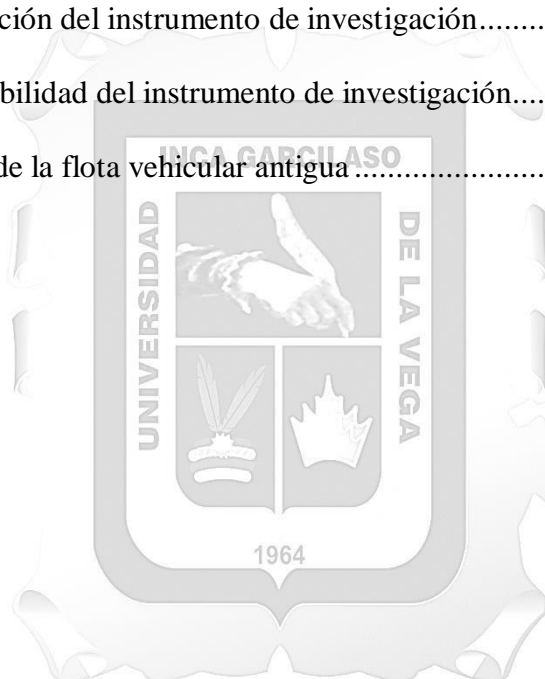 ción del instrumento de investigación.......
bilidad del instrumento de investigación....
de la flota vehicular antigua......................
INCA GARCILASO
UNIVERSIDAD
DE LA VEGA
1964